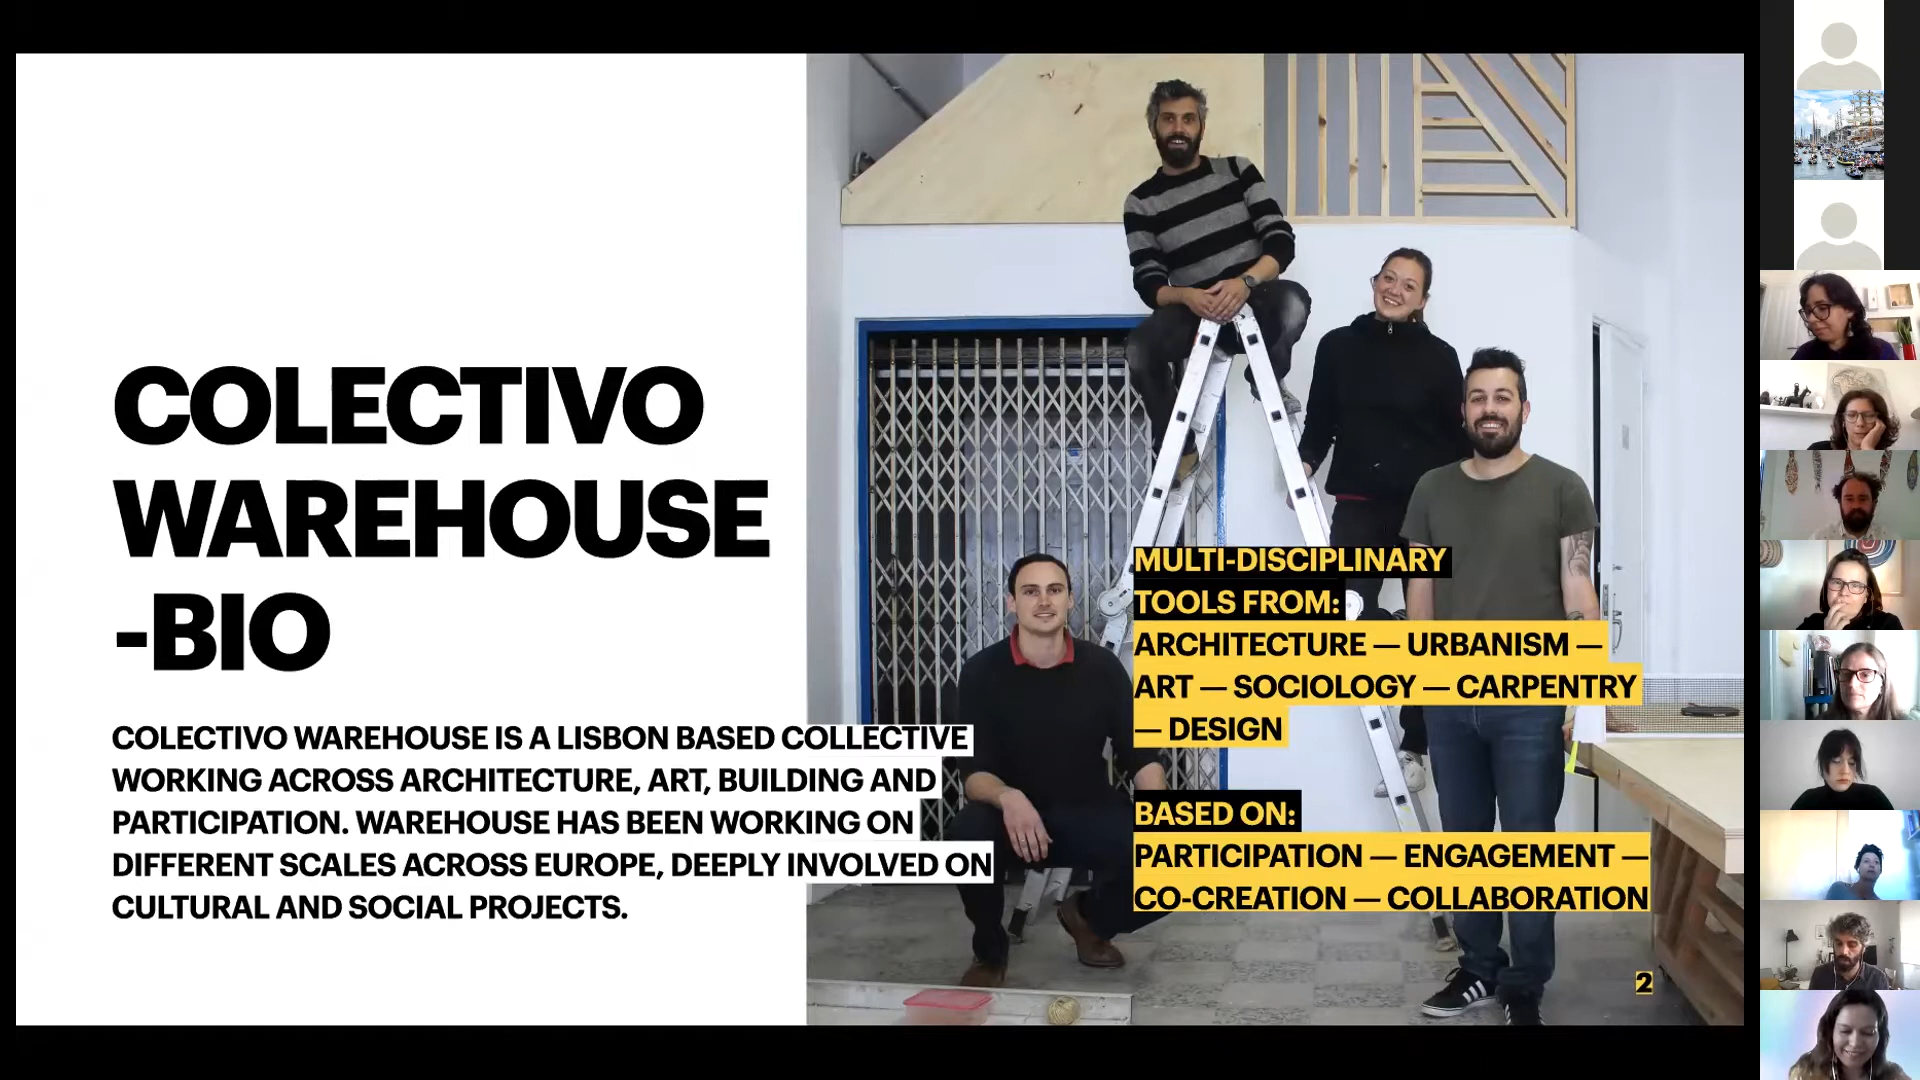 COLECTIVO
WAREHOUSE
-BIO
COLECTIVO WAREHOUSE IS A LISBON BASED COLLECTIVE
WORKING ACROSS ARCHITECTURE, ART, BUILDING AND
PARTICIPATION. WAREHOUSE HAS BEEN WORKING ON
DIFFERENT SCALES ACROSS EUROPE, DEEPLY INVOLVED ON
CULTURAL AND SOCIAL PROJECTS.
MULTI-DISCIPLINARY
TOOLS FROM:
ARCHITECTURE — URBANISM —
ART — SOCIOLOGY — CARPENTRY
— DESIGN
BASED ON:
PARTICIPATION — ENGAGEMENT —
CO-CREATION — COLLABORATION
2